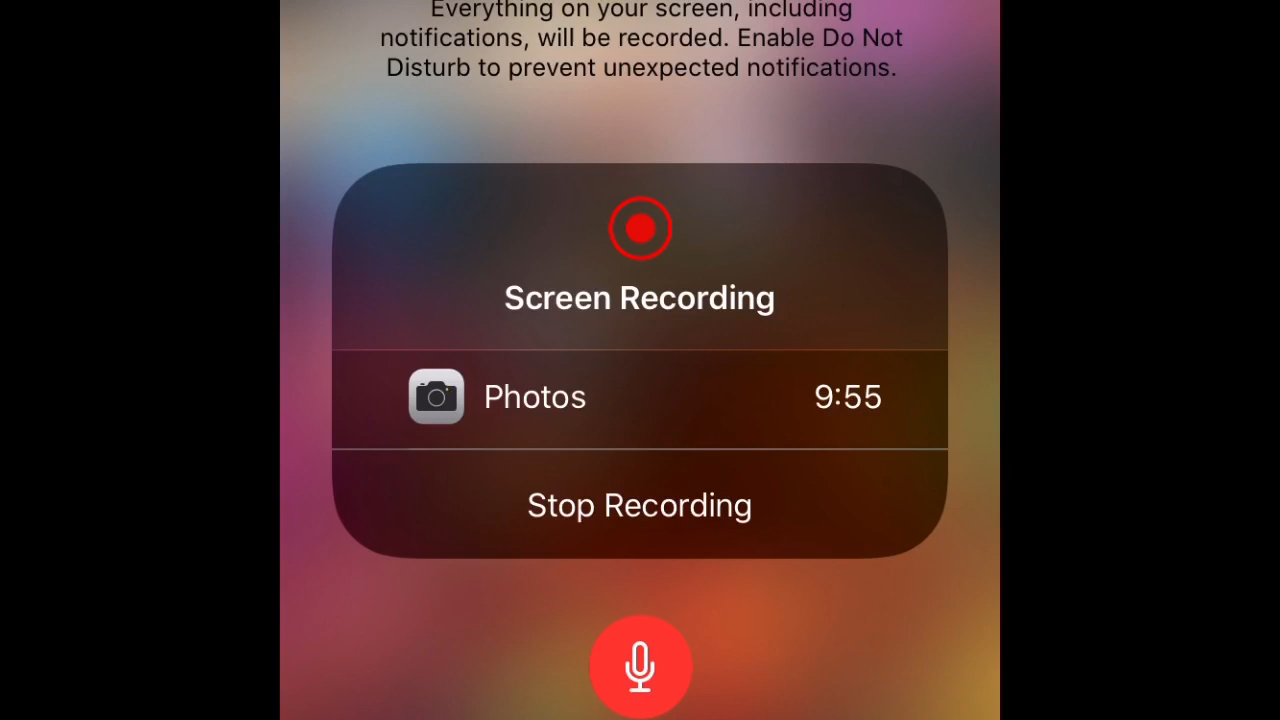 Everything on your screen, including
notifications, will be recorded. Enable Do Not
Disturb to prevent unexpected notifications.
Screen Recording
Photos 9:55
Stop Recording